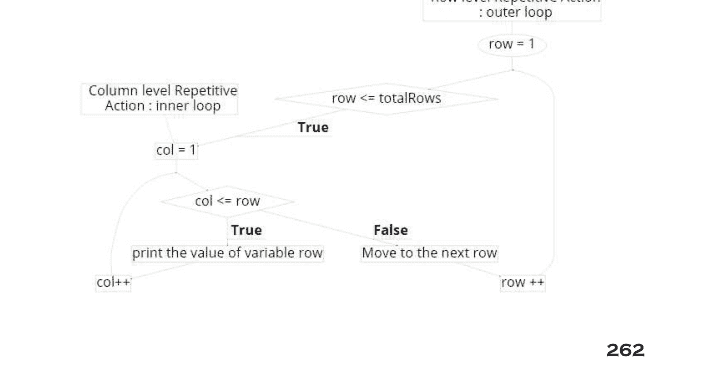 : outer loop
row = 1
Column level Repetitive
Action : inner loop
row <= totalRows
True
col = 1
col <= row
True
False
print the value of variable row
Move to the next row
col++
row ++
262